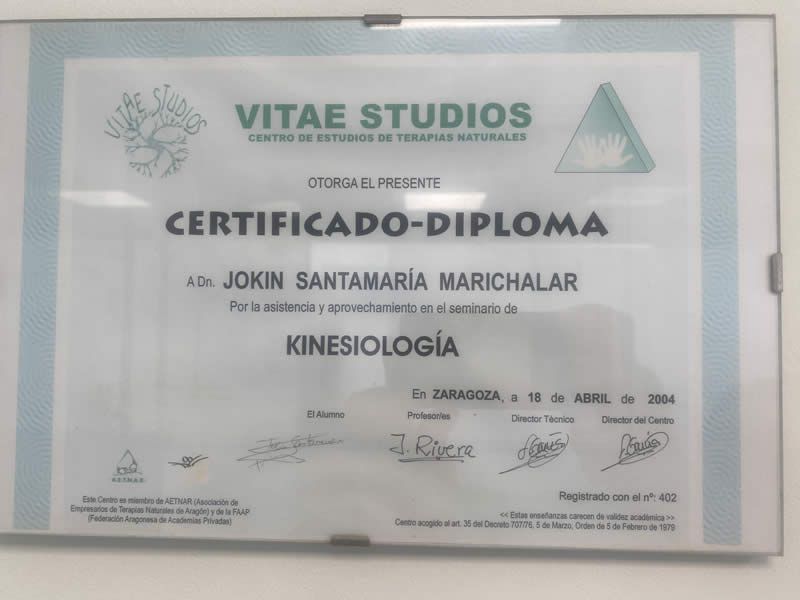 VITAE STUDIOS
VITAE STUDIOS
CENTRO DE ESTUDIOS DE TERAPIAS NATURALES
OTORGA EL PRESENTE
CERTIFICADO-DIPLOMA
A Dn. JOKIN SANTAMARÍA MARICHALAR
Por la asistencia y aprovechamiento en el seminario de
KINESIOLOGÍA
En ZARAGOZA, a 18 de ABRIL de 2004
El Alumno Profesor/es Director Técnico Director del Centro
J. Rivera
A.E.T.N.A.R.
Registrado con el nº: 402
Este Centro es miembro de AETNAR (Asociación de
Empresarios de Terapias Naturales de Aragón) y de la FAAP
(Federación Aragonesa de Academias Privadas)
<< Estas enseñanzas carecen de validez académica >>
Centro acogido al art. 35 del Decreto 707/76, 5 de Marzo, Orden de 5 de Febrero de 1979